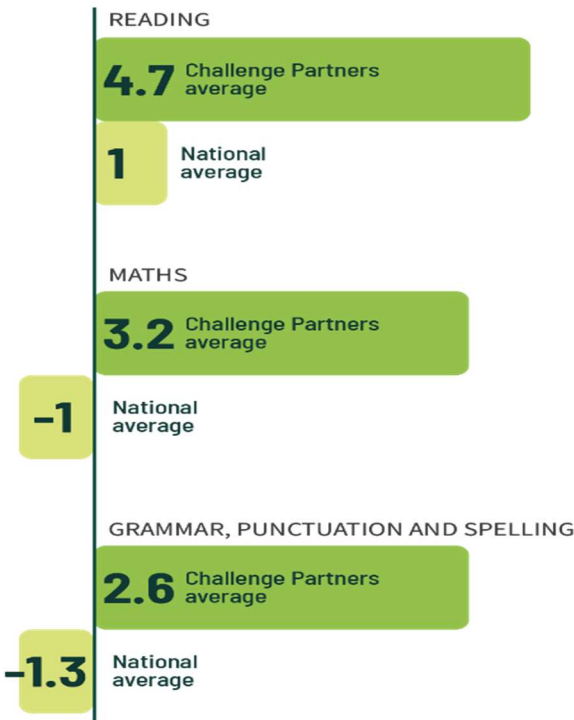 READING
4.7 Challenge Partners
average
1 National
average
MATHS
3.2 Challenge Partners
average
-1 National
average
GRAMMAR, PUNCTUATION AND SPELLING
2.6 Challenge Partners
average
-1.3 National
average